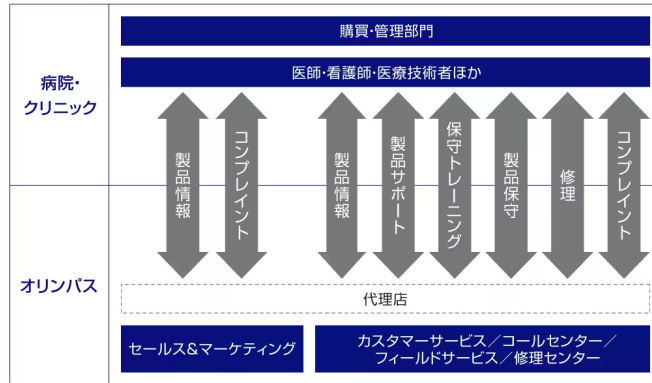 購買・管理部門
医師・看護師・医療技術者ほか
病院・
クリニック
製品情報
コンプレイント
製品情報
製品サポート
保守トレーニング
製品保守
修理
コンプレイント
オリンパス
代理店
セールス&マーケティング
カスタマーサービス／コールセンター／
フィールドサービス／修理センター